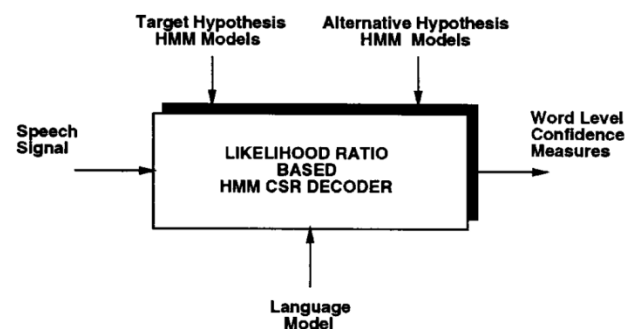 Target Hypothesis
HMM Models
Alternative Hypothesis
HMM Models
Speech
Signal
LIKELIHOOD RATIO
BASED
HMM CSR DECODER
Word Level
Confidence
Measures
Language
Model